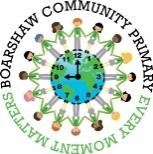 BOARSHAW COMMUNITY PRIMARY
EVERY MOMENT MATTERS